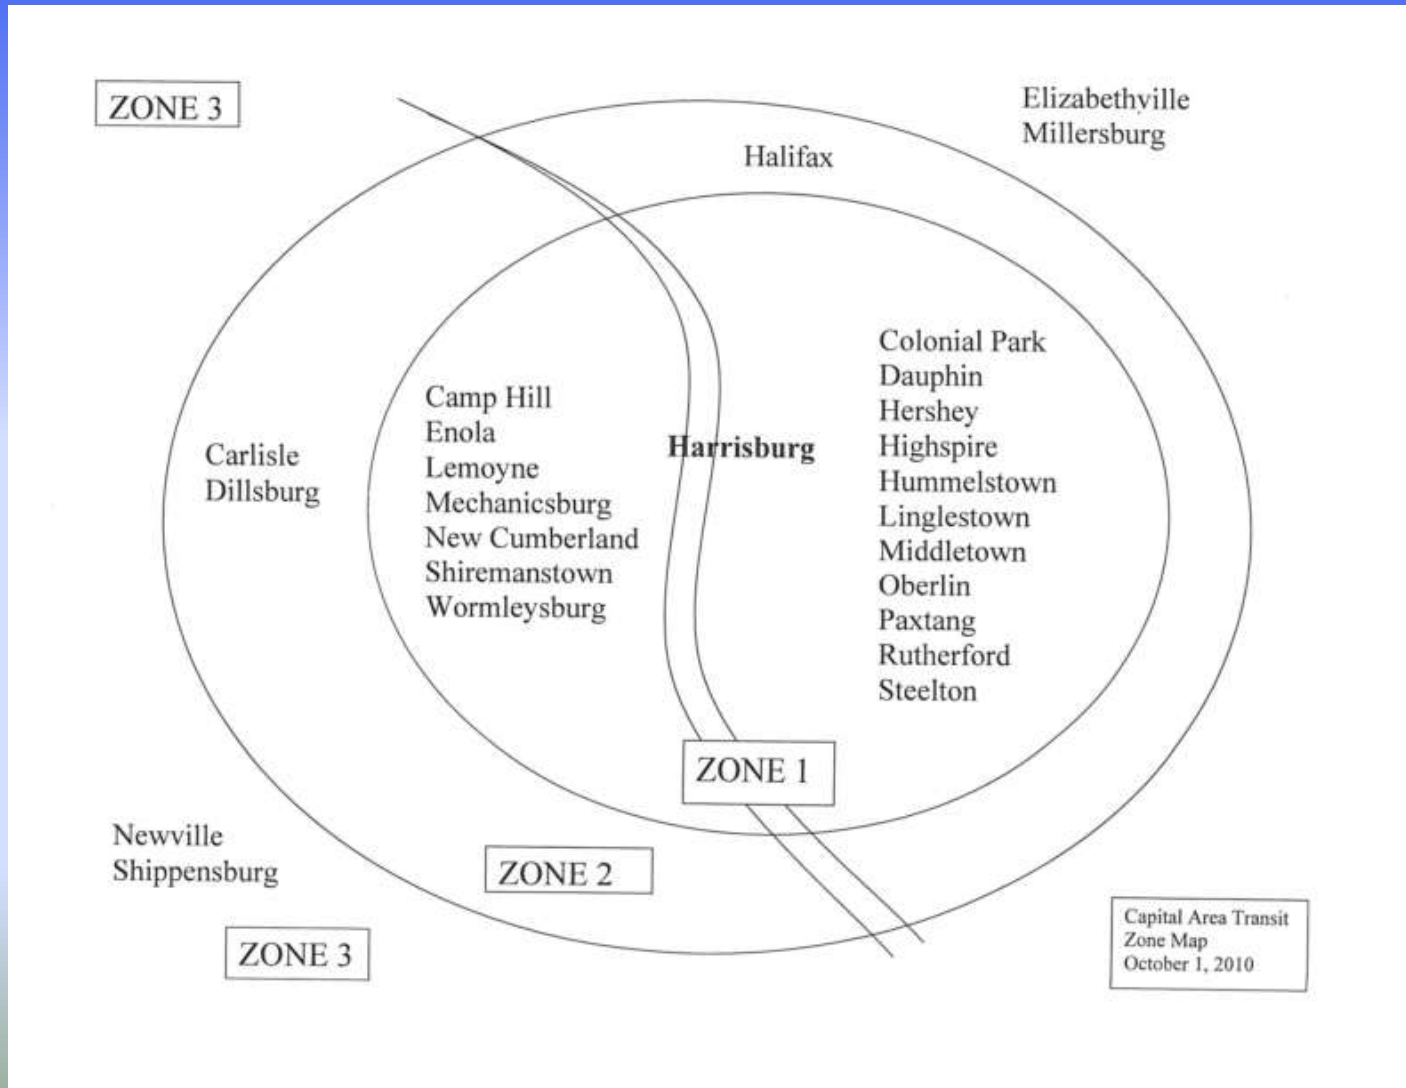 ZONE 3
Elizabethville
Millersburg
Halifax
Camp Hill
Enola
Lemoyne
Mechanicsburg
New Cumberland
Shiremanstown
Wormleysburg
Harrisburg
Colonial Park
Dauphin
Hershey
Highspire
Hummelstown
Linglestown
Middletown
Oberlin
Paxtang
Rutherford
Steelton
Carlisle
Dillsburg
ZONE 1
Newville
Shippensburg
ZONE 2
ZONE 3
Capital Area Transit
Zone Map
October 1, 2010